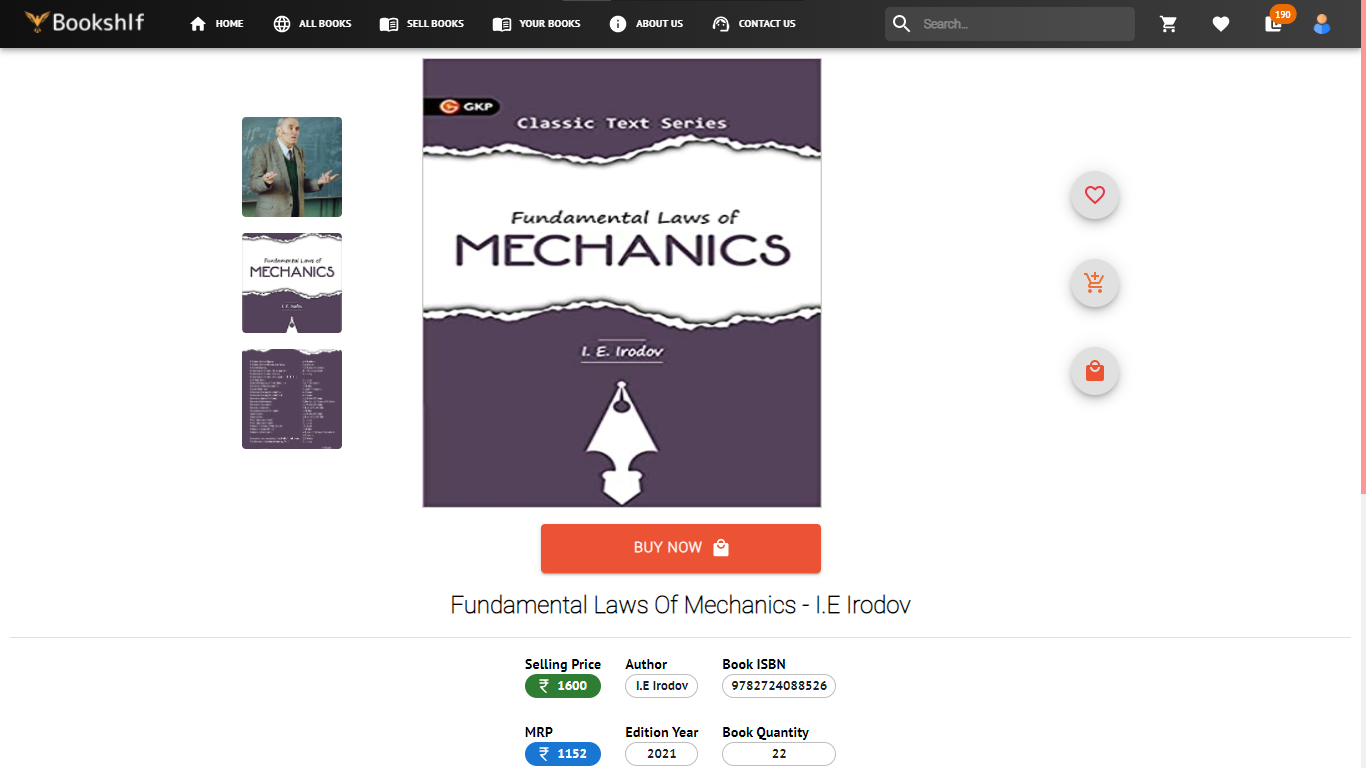 Bookshlf
HOME
ALL BOOKS
SELL BOOKS
YOUR BOOKS
ABOUT US
CONTACT US
Search...
190
GKP
Classic Text Series
Fundamental Laws of
MECHANICS
I. E. Irodov
Fundamental Laws of
MECHANICS
I. E. Irodov
BUY NOW
Fundamental Laws Of Mechanics - I.E Irodov
Selling Price
Author
Book ISBN
₹ 1600
I.E Irodov
9782724088526
MRP
Edition Year
Book Quantity
₹ 1152
2021
22